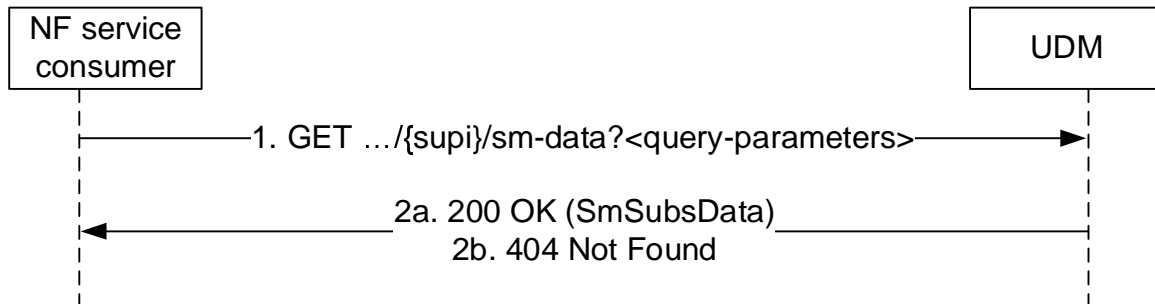 NF service
consumer
UDM
1. GET …/{supi}/sm-data?<query-parameters>
2a. 200 OK (SmSubsData)
2b. 404 Not Found